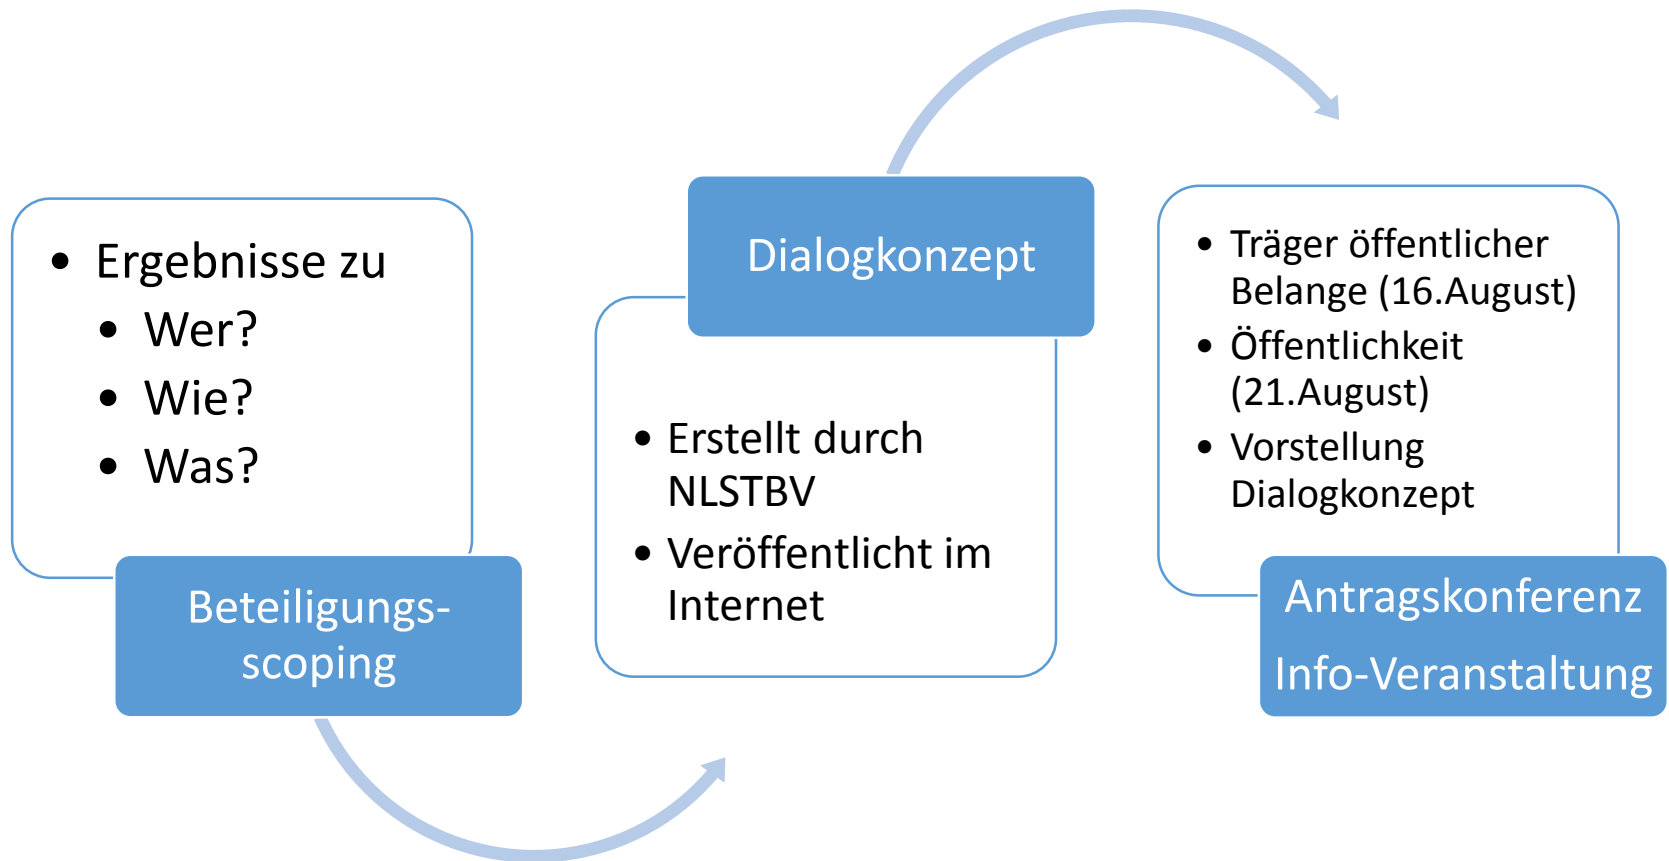 • Ergebnisse zu
• Wer?
• Wie?
• Was?
Beteiligungs-
scoping
Dialogkonzept
• Erstellt durch
NLSTBV
• Veröffentlicht im
Internet
• Träger öffentlicher
Belange (16.August)
• Öffentlichkeit
(21.August)
• Vorstellung
Dialogkonzept
Antragskonferenz
Info-Veranstaltung